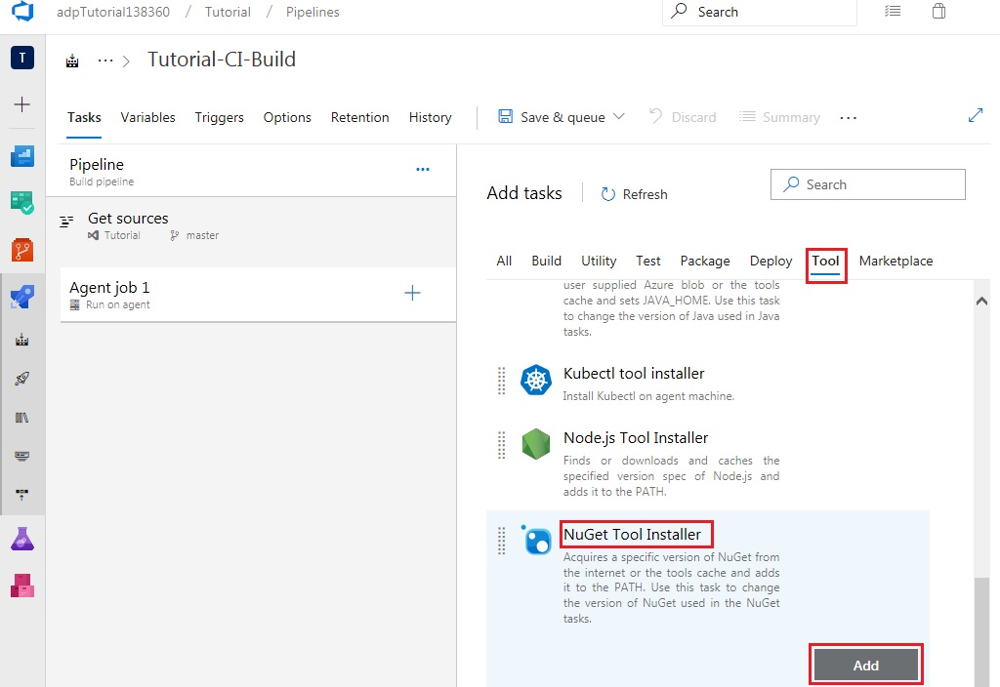 adpTutorial138360 / Tutorial / Pipelines
Search
T
... > Tutorial-CI-Build
Tasks Variables Triggers Options Retention History Save & queue Discard Summary ...
Pipeline
Build pipeline
...
Get sources
Tutorial master
Agent job 1
Run on agent
+
Add tasks Refresh
Search
All Build Utility Test Package Deploy Tool Marketplace
user supplied Azure blob or the tools
cache and sets JAVA_HOME. Use this task
to change the version of Java used in Java
tasks.
Kubectl tool installer
Install Kubectl on agent machine.
Node.js Tool Installer
Finds or downloads and caches the
specified version spec of Node.js and
adds it to the PATH.
NuGet Tool Installer
Acquires a specific version of NuGet from
the internet or the tools cache and adds
it to the PATH. Use this task to change
the version of NuGet used in the NuGet
tasks.
Add